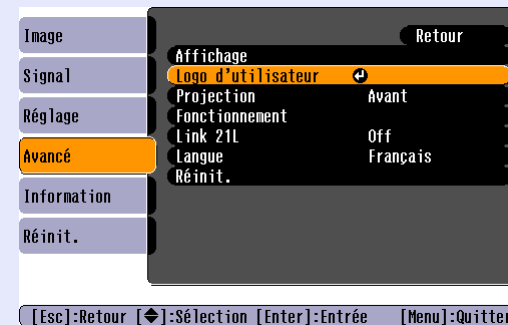 Image
Signal
Réglage
Avancé
Information
Réinit.
Retour
Affichage
Logo d'utilisateur
Projection Avant
Fonctionnement
Link 21L Off
Langue Français
Réinit.
[Esc]:Retour [◆]:Sélection [Enter]:Entrée [Menu]:Quitter